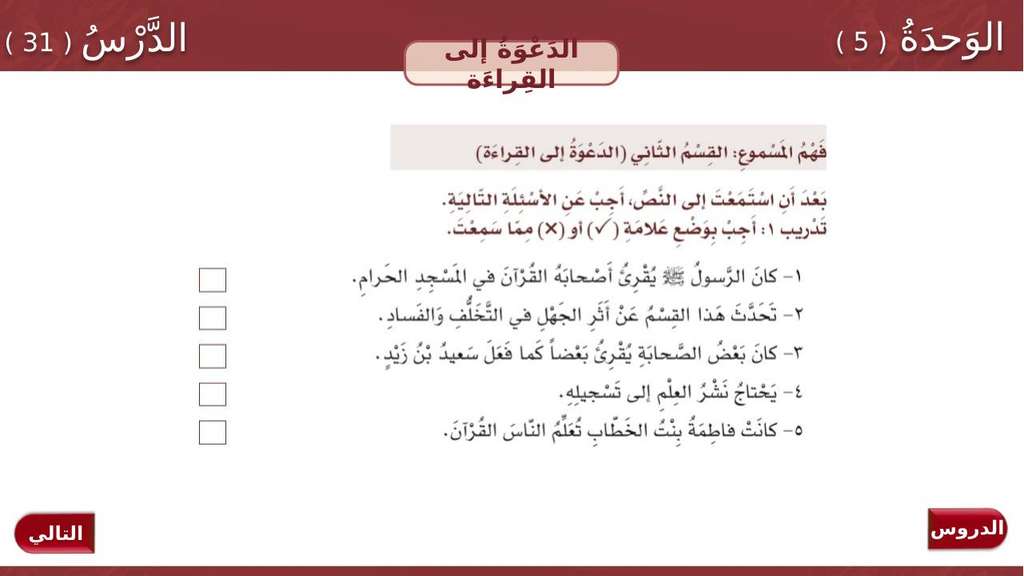 الوَحدَةُ ( 5 )
الدَّرْسُ ( 31 )
الدَعْوَةُ إلى
القِراءَة
فَهْمُ المَسْموعِ: القِسْمُ الثّانِي (الدَعْوَةُ إلى القِراءَة)
بَعْدَ أَنِ اسْتَمَعْتَ إلى النَّصِّ، أَجِبْ عَنِ الأسْئِلَةِ التّالِيَةِ.
تَدْريب ١: أَجِبْ بِوَضْعِ عَلامَةِ (✓) أو (✕) مِمّا سَمِعْتَ.
١- كانَ الرَّسولُ ﷺ يُقْرِئُ أَصْحابَهُ القُرْآنَ في المَسْجِدِ الحَرامِ.
٢- تَحَدَّثَ هَذا القِسْمُ عَنْ أَثَرِ الجَهْلِ في التَّخَلُّفِ وَالفَسادِ.
٣- كانَ بَعْضُ الصَّحابَةِ يُقْرِئُ بَعْضاً كَما فَعَلَ سَعيدُ بْنُ زَيْدٍ.
٤- يَحْتاجُ نَشْرُ العِلْمِ إلى تَسْجيلِهِ.
٥- كانَتْ فاطِمَةُ بِنْتُ الخَطّابِ تُعَلِّمُ النّاسَ القُرْآنَ.
الدروس
التالي